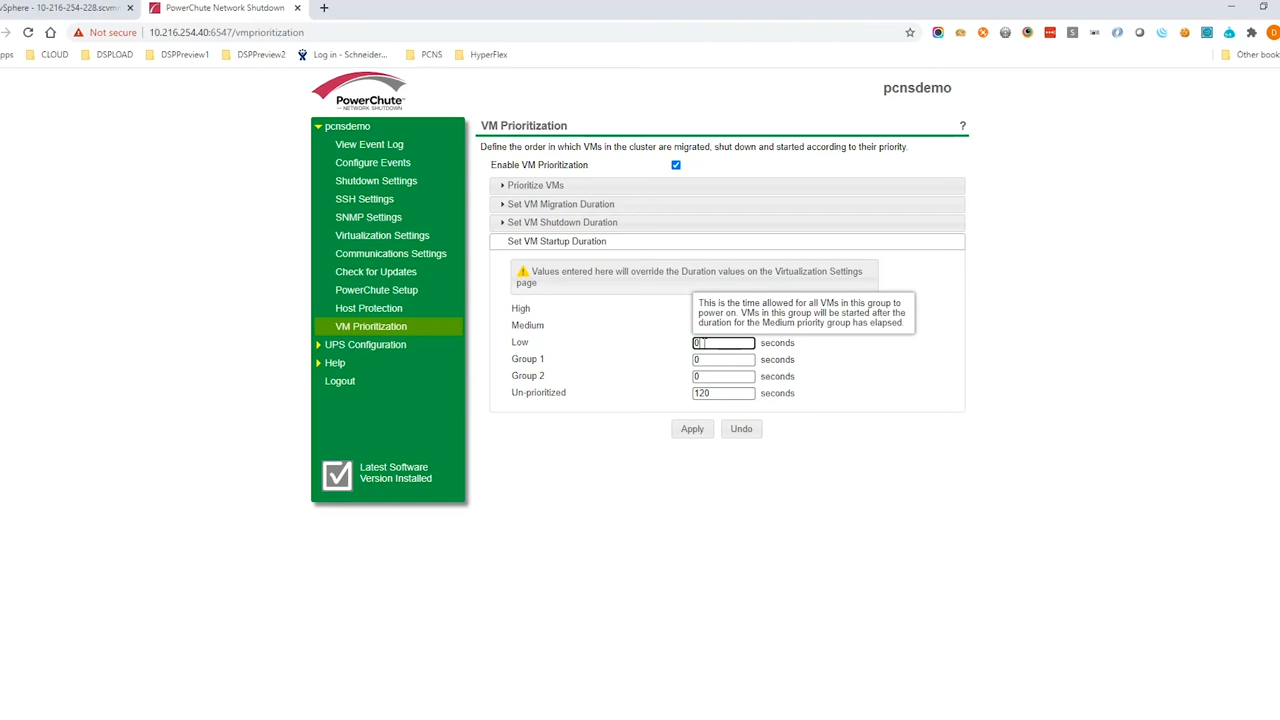 vSphere - 10-216-254-228.scvmm
PowerChute Network Shutdown
Not secure
10.216.254.40:6547/vmprioritization
pps
CLOUD
DSPLOAD
DSPPreview1
DSPPreview2
Log in - Schneider...
PCNS
HyperFlex
Other book
PowerChute
NETWORK SHUTDOWN
pcnsdemo
pcnsdemo
View Event Log
Configure Events
Shutdown Settings
SSH Settings
SNMP Settings
Virtualization Settings
Communications Settings
Check for Updates
PowerChute Setup
Host Protection
VM Prioritization
UPS Configuration
Help
Logout
Latest Software
Version Installed
VM Prioritization
?
Define the order in which VMs in the cluster are migrated, shut down and started according to their priority.
Enable VM Prioritization
Prioritize VMs
Set VM Migration Duration
Set VM Shutdown Duration
Set VM Startup Duration
Values entered here will override the Duration values on the Virtualization Settings
page
This is the time allowed for all VMs in this group to
power on. VMs in this group will be started after the
duration for the Medium priority group has elapsed.
High
Medium
Low 0 seconds
Group 1 0 seconds
Group 2 0 seconds
Un-prioritized 120 seconds
Apply Undo